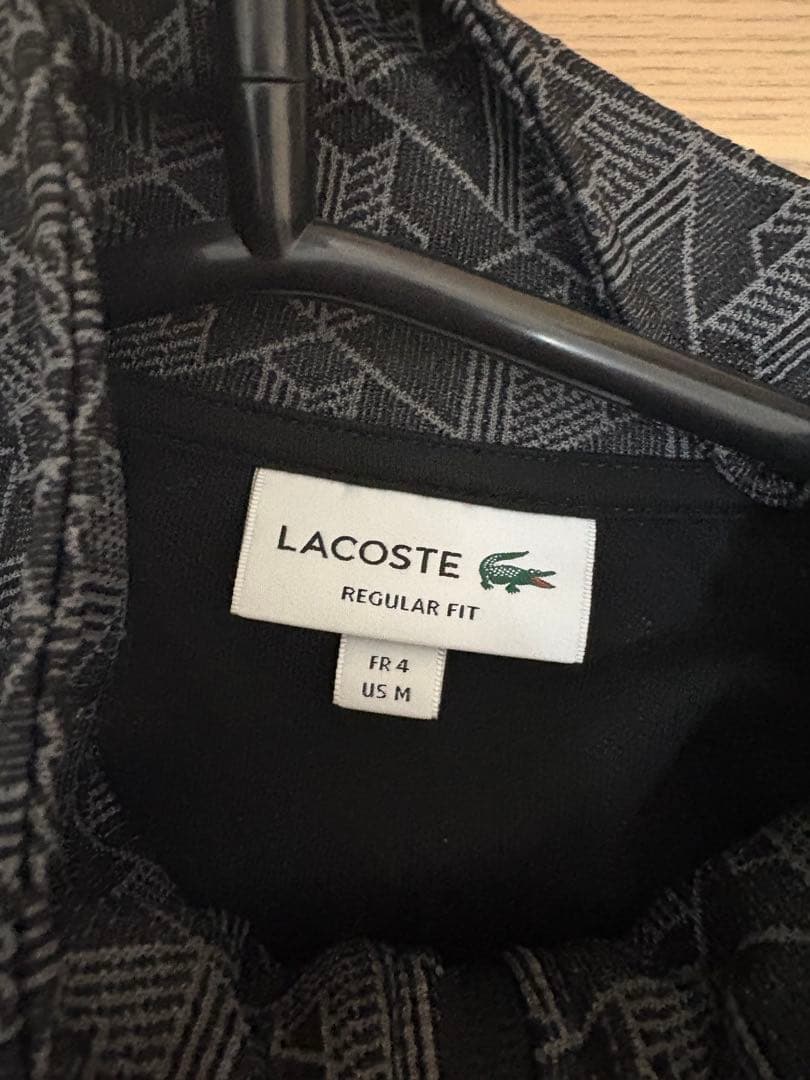 LACOSTE
REGULAR FIT
FR 4
US M